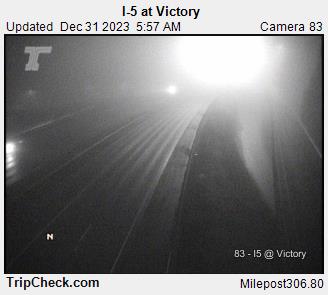 I-5 at Victory
Updated Dec 31 2023 5:57 AM Camera 83
T
N
83 - I5 @ Victory
TripCheck.com Milepost306.80